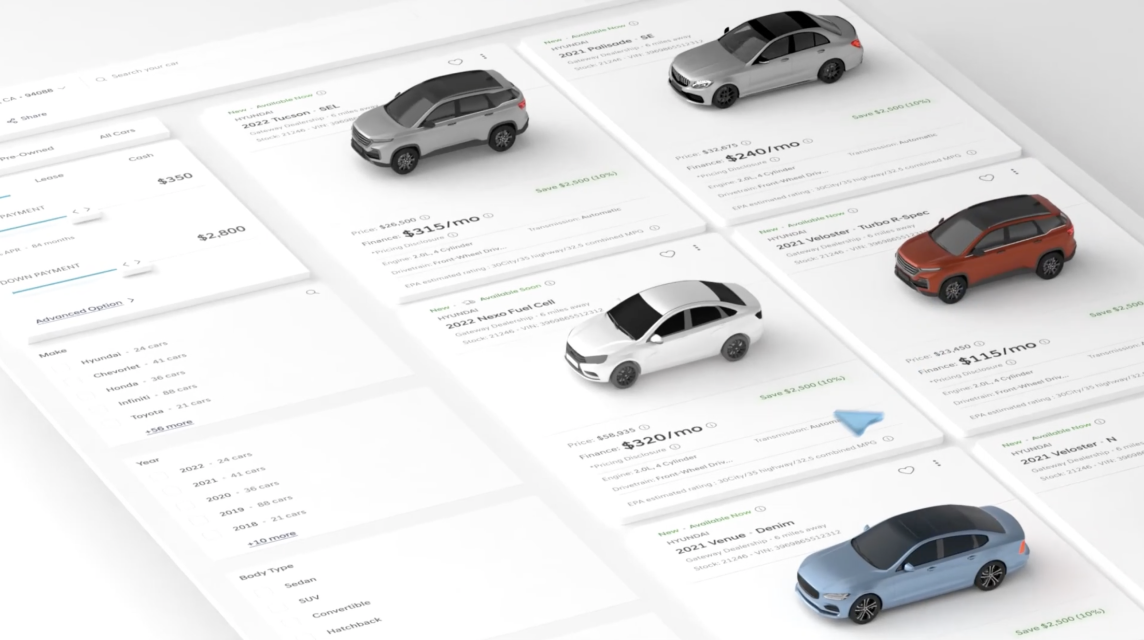 Search your car
CA • 94088
Share
Pre-Owned
All Cars
Lease
Cash
PAYMENT
$350
APR • 84 months
$2,800
DOWN PAYMENT
Advanced Option >
Make
Hyundai • 24 cars
Chevrolet • 41 cars
Honda • 36 cars
Infiniti • 88 cars
Toyota • 21 cars
+56 more
Year
2022 • 24 cars
2021 • 41 cars
2020 • 36 cars
2019 • 88 cars
2018 • 21 cars
+10 more
Body Type
Sedan
SUV
Convertible
Hatchback
New • Available Now
HYUNDAI
2022 Tucson • SEL
Gateway Dealership
Stock: 21246 • VIN:
Save $2,500 (10%)
Price: $26,500
Finance: $315/mo
*Pricing Disclosure
Engine: 2.0L, 4 Cylinder
Transmission: Automatic
Drivetrain: Front-Wheel Driv...
EPA estimated rating : 30City/35 highway/32.5 combined MPG
New • Available Now
HYUNDAI
2021 Palisade • SE
Gateway Dealership • 6 miles away
Stock: 21246 • VIN: 3969865512312
Save $2,500 (10%)
Price: $32,675
Finance: $240/mo
*Pricing Disclosure
Engine: 2.0L, 4 Cylinder
Transmission: Automatic
Drivetrain: Front-Wheel Driv...
EPA estimated rating : 30City/35 highway/32.5 combined MPG
New • Available Soon
HYUNDAI
2022 Nexo Fuel Cell
Gateway Dealership • 6 miles away
Stock: 21246 • VIN: 3969865512312
Save $2,500 (10%)
Price: $58,935
Finance: $320/mo
*Pricing Disclosure
Engine: 2.0L, 4 Cylinder
Transmission: Autom
Drivetrain: Front-Wheel Driv...
EPA estimated rating : 30City/35 highway/32.5 combined MPG
New • Available Now
HYUNDAI
2021 Veloster • Turbo R-Spec
Gateway Dealership • 6 miles away
Stock: 21246 • VIN:
Save $2,50
Price: $23,450
Finance: $115/mo
*Pricing Disclosure
Engine: 2.0L, 4 Cylinder
Transmission:
Drivetrain: Front-Wheel Driv...
EPA estimated rating : 30City/35 highway/32.5 combined
New • Available Now
HYUNDAI
2021 Venue • Denim
Gateway Dealership • 6 miles away
Stock: 21246 • VIN: 3969865512312
Save $2,500 (10%)
New • Available Now
HYUNDAI
2021 Veloster • N
Gateway Dealership • 6 miles away
Stock: 21246 • VIN: 3969865512312